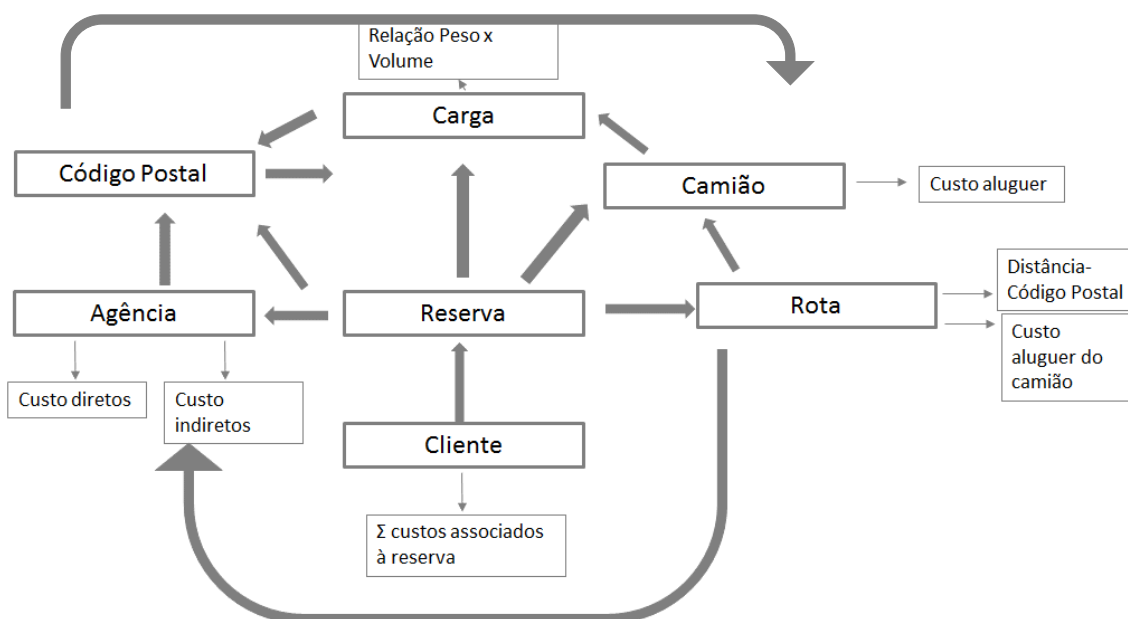 Relação Peso x
Volume
Carga
Código Postal
Camião
Custo aluguer
Agência
Reserva
Rota
Distância-
Código Postal
Custo
aluguer do
camião
Custo diretos
Custo
indiretos
Cliente
Σ custos associados
à reserva